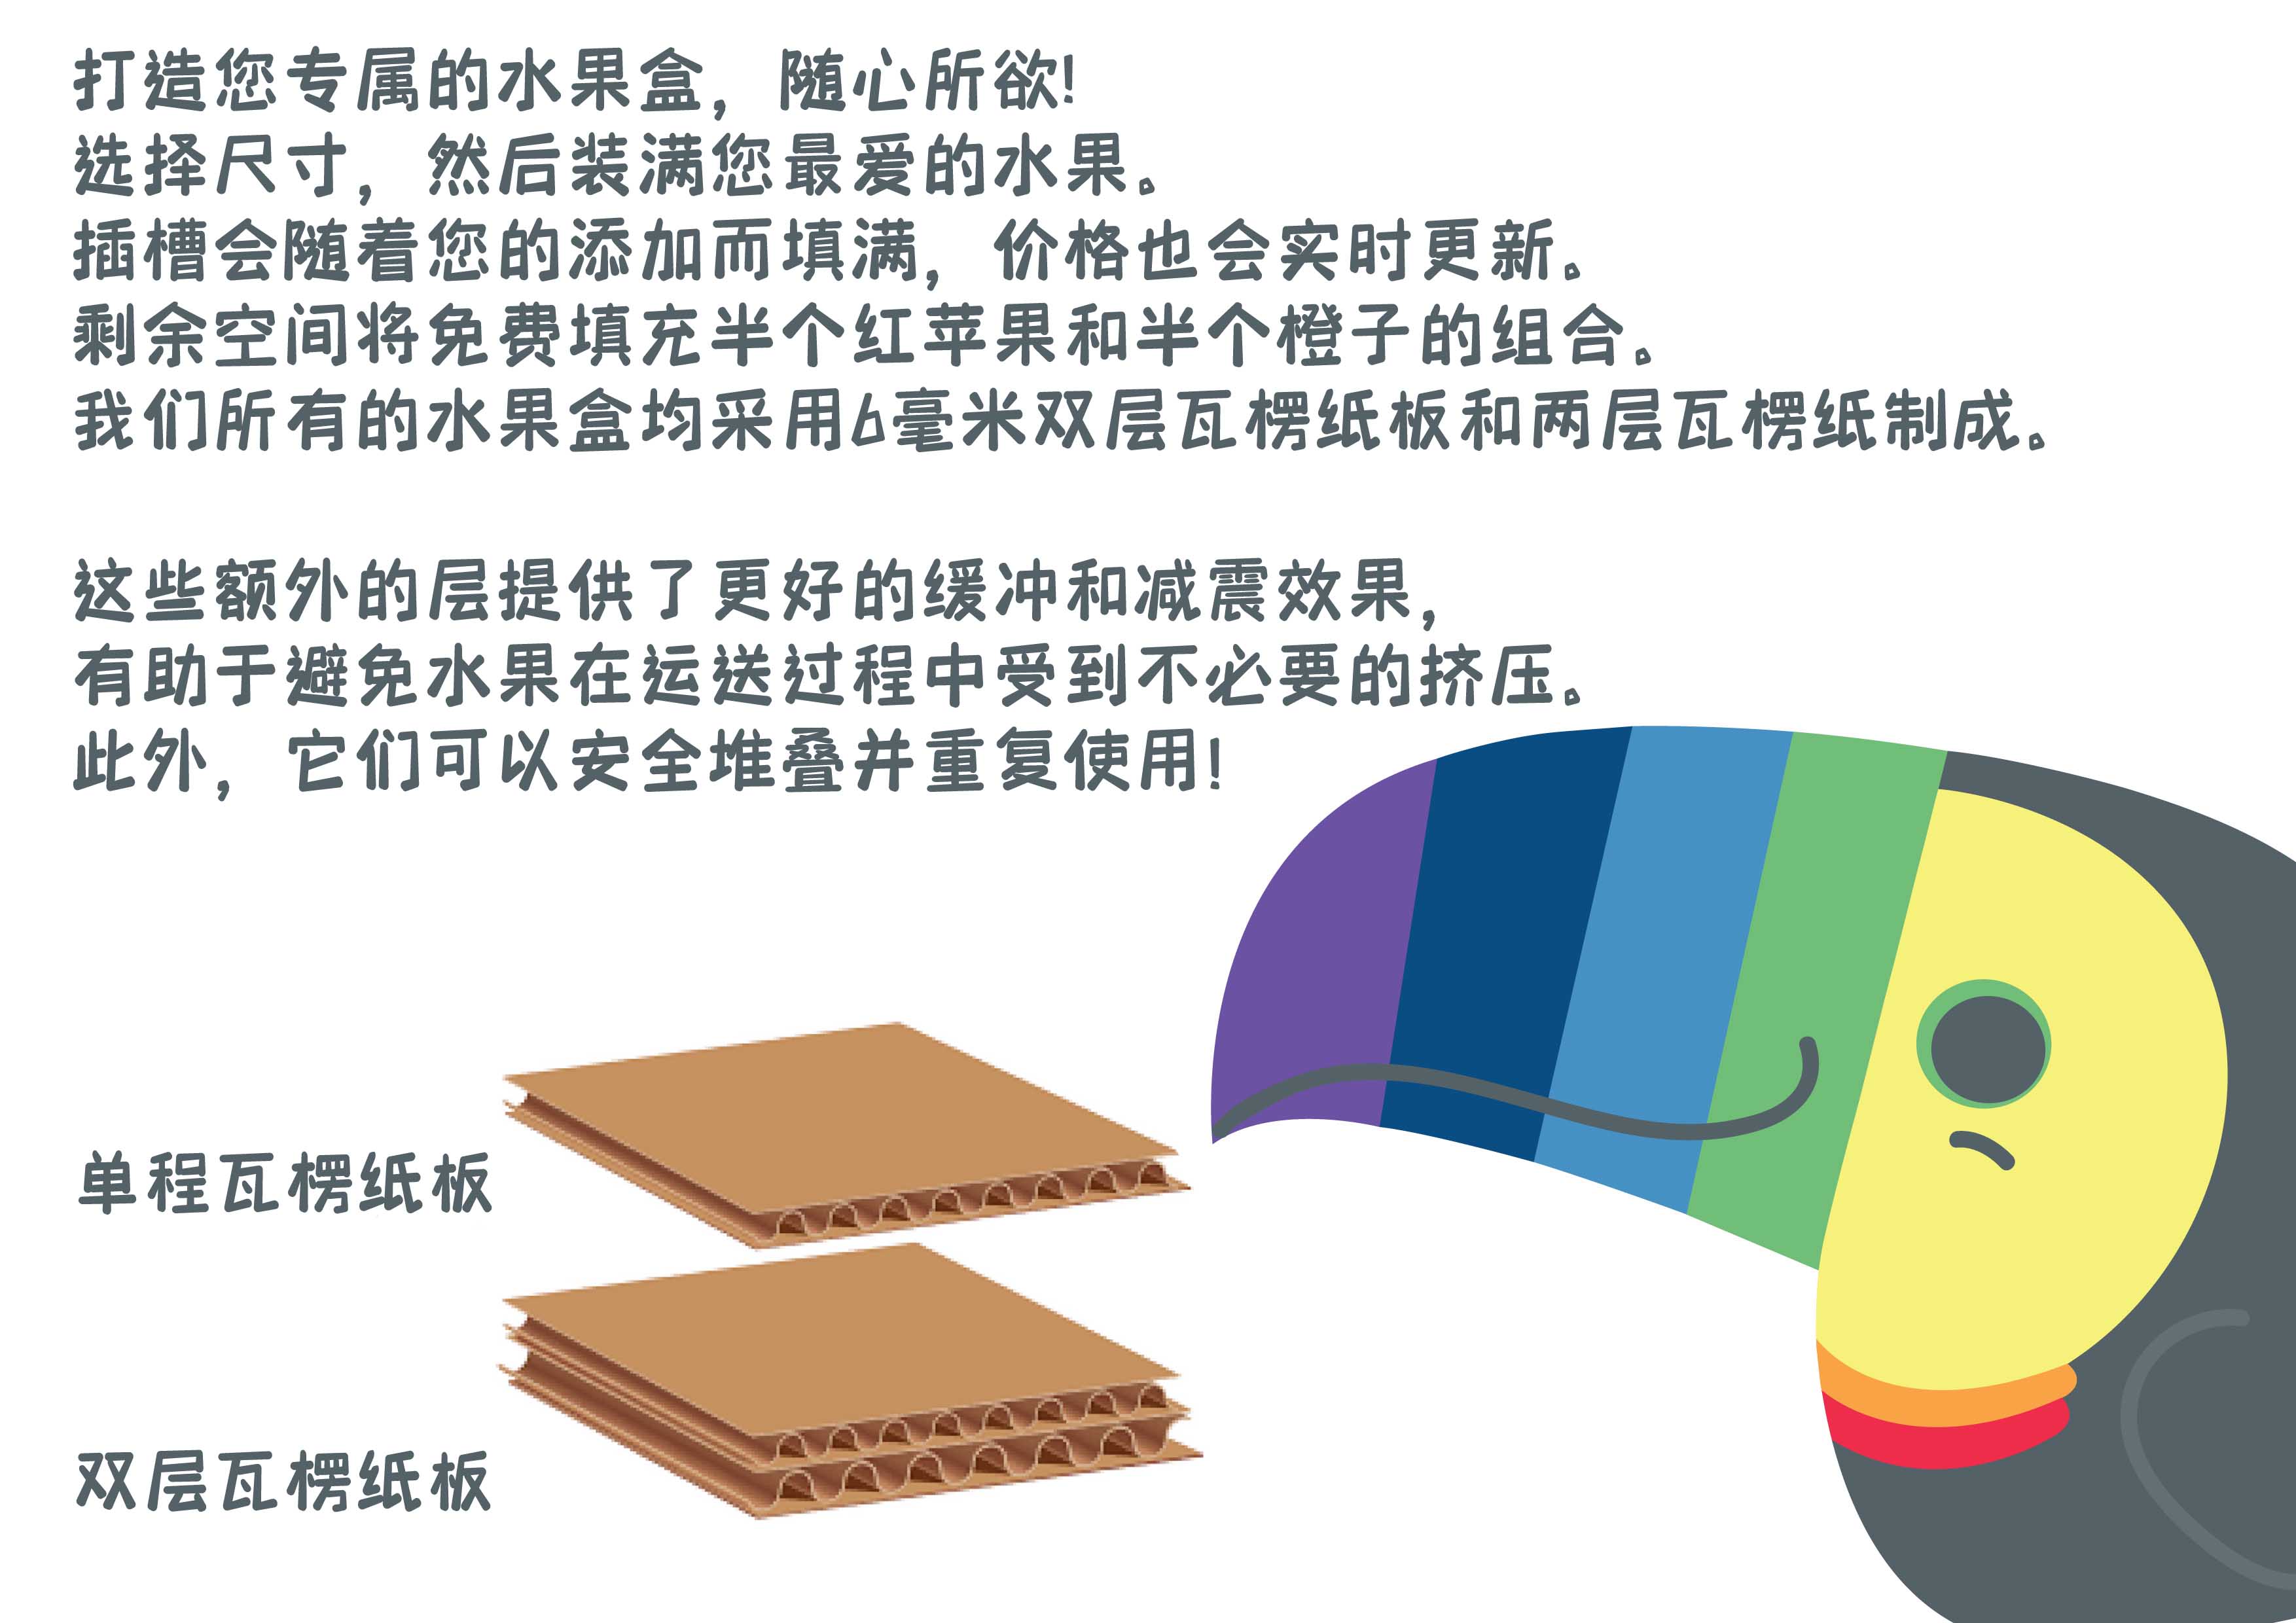 打造您专属的水果盒，随心所欲！
选择尺寸，然后装满您最爱的水果。
插槽会随着您的添加而填满，价格也会实时更新。
剩余空间将免费填充半个红苹果和半个橙子的组合。
我们所有的水果盒均采用6毫米双层瓦楞纸板和两层瓦楞纸制成。
这些额外的层提供了更好的缓冲和减震效果，
有助于避免水果在运送过程中受到不必要的挤压。
此外，它们可以安全堆叠并重复使用！
单程瓦楞纸板
双层瓦楞纸板